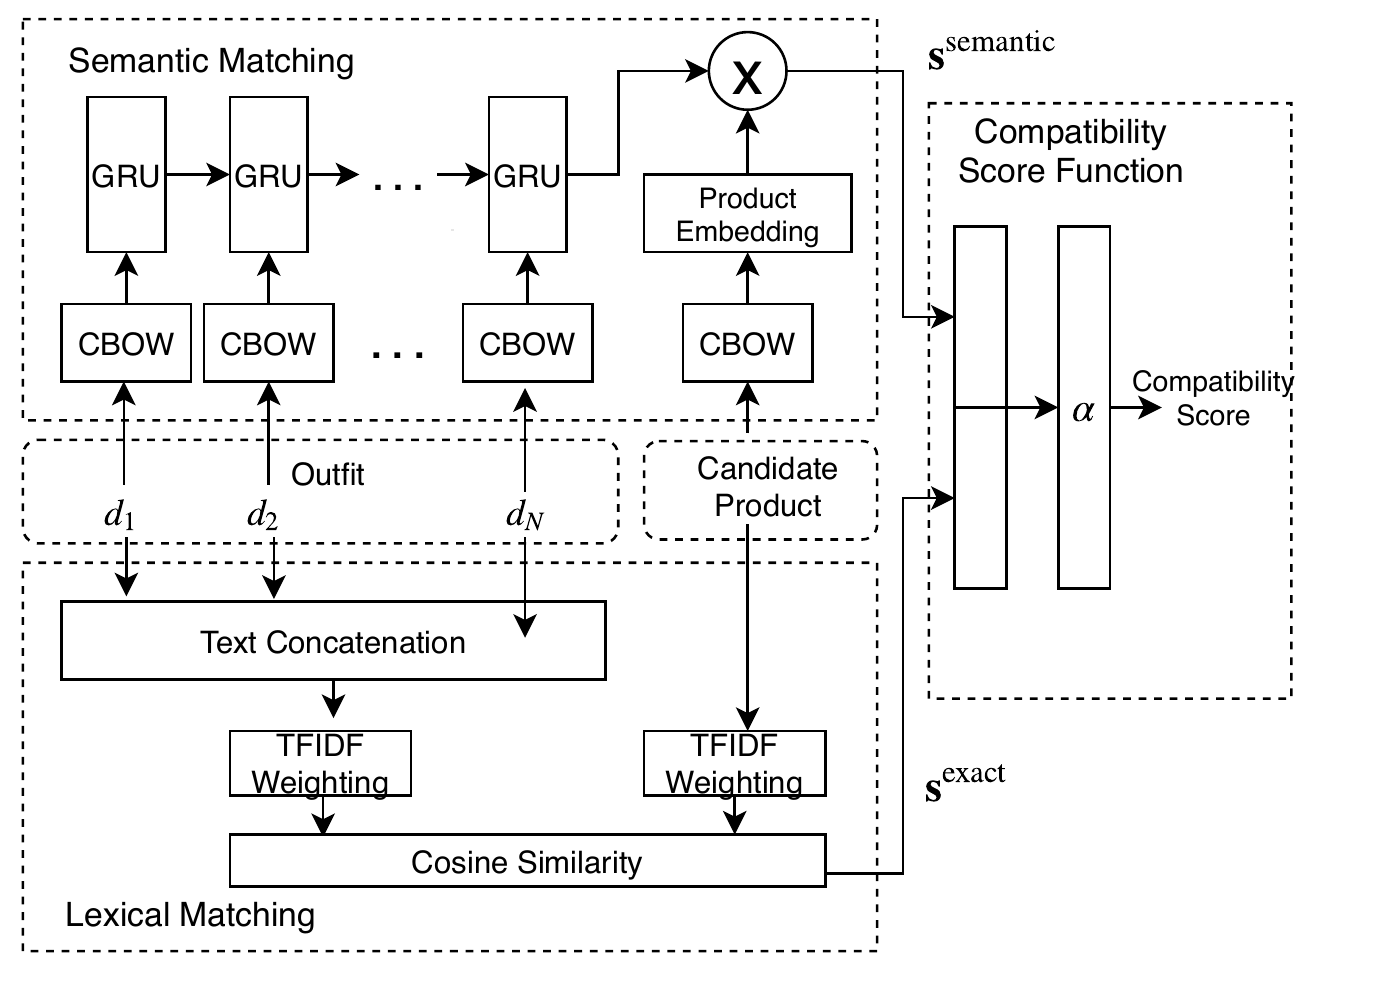 Semantic Matching
X
s^semantic
GRU GRU . . . GRU
Product
Embedding
CBOW CBOW . . . CBOW CBOW
Compatibility
Score Function
α
Compatibility
Score
Outfit
d1 d2 dN
Candidate
Product
Text Concatenation
TFIDF
Weighting
TFIDF
Weighting
Cosine Similarity
Lexical Matching
s^exact